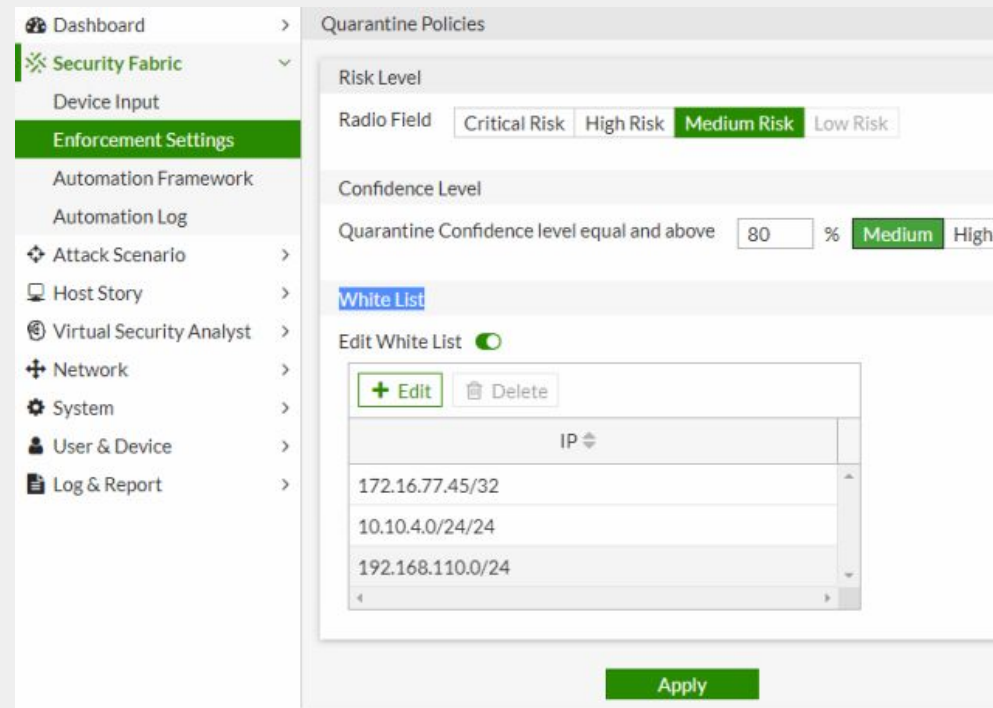 Dashboard
Security Fabric
Device Input
Enforcement Settings
Automation Framework
Automation Log
Attack Scenario
Host Story
Virtual Security Analyst
Network
System
User & Device
Log & Report
Quarantine Policies
Risk Level
Radio Field Critical Risk High Risk Medium Risk Low Risk
Confidence Level
Quarantine Confidence level equal and above 80 % Medium High
White List
Edit White List
+ Edit Delete
IP
172.16.77.45/32
10.10.4.0/24/24
192.168.110.0/24
Apply